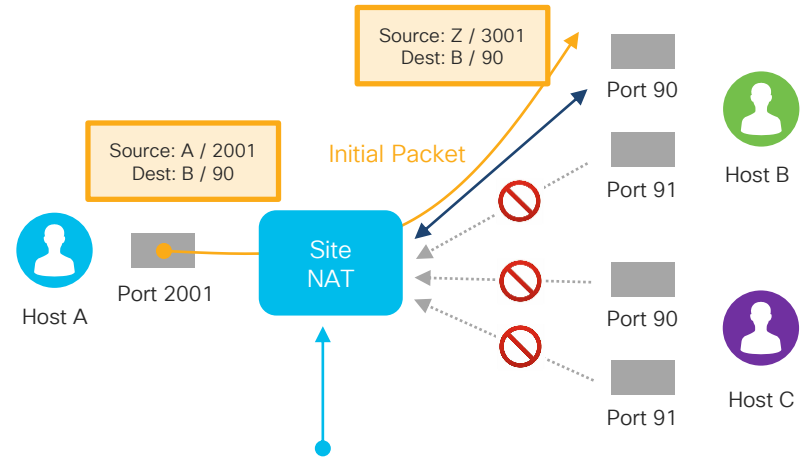 Source: Z / 3001
Dest: B / 90
Port 90
Source: A / 2001
Dest: B / 90
Initial Packet
Port 91
Host B
Site
NAT
Port 2001
Host A
Port 90
Port 91
Host C